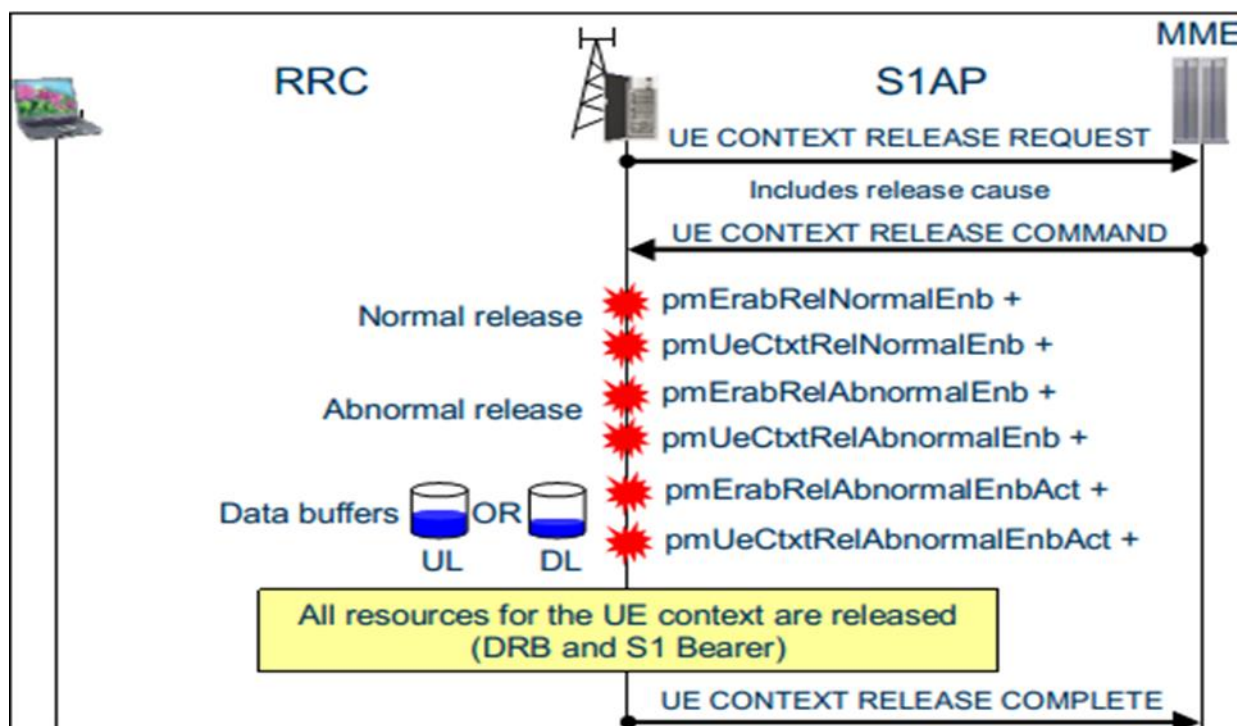 MME
RRC
S1AP
UE CONTEXT RELEASE REQUEST
Includes release cause
UE CONTEXT RELEASE COMMAND
Normal release
pmErabRelNormalEnb +
pmUeCtxtRelNormalEnb +
Abnormal release
pmErabRelAbnormalEnb +
pmUeCtxtRelAbnormalEnb +
Data buffers
OR
UL
DL
pmErabRelAbnormalEnbAct +
pmUeCtxtRelAbnormalEnbAct +
All resources for the UE context are released
(DRB and S1 Bearer)
UE CONTEXT RELEASE COMPLETE